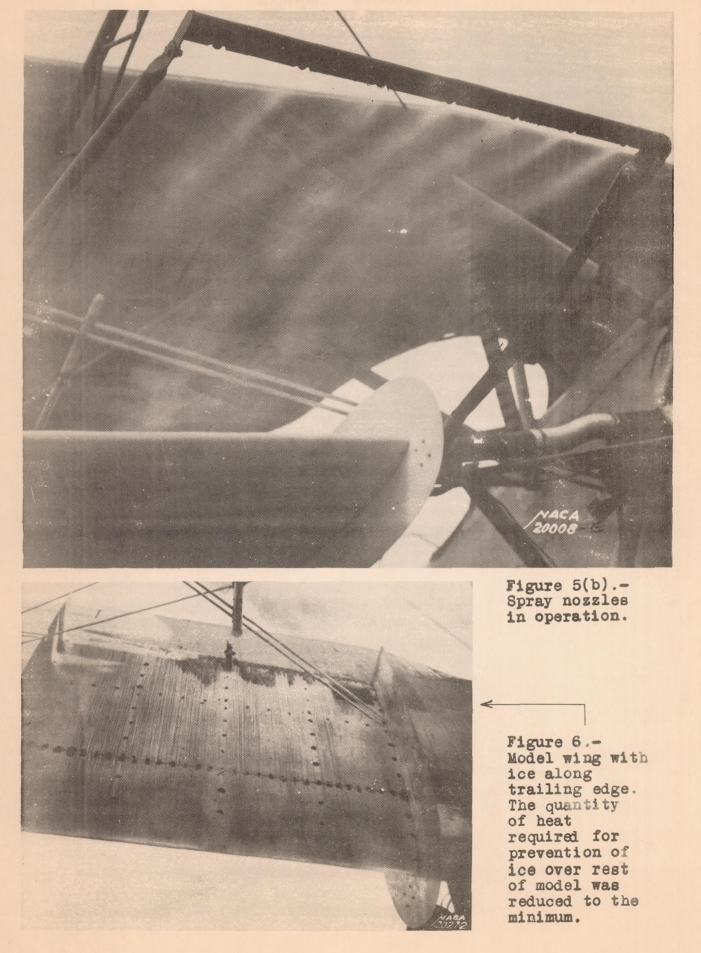 NACA
20008
Figure 5(b).-
Spray nozzles
in operation.
Figure 6.-
Model wing with
ice along
trailing edge.
The quantity
of heat
required for
prevention of
ice over rest
of model was
reduced to the
minimum.
NACA